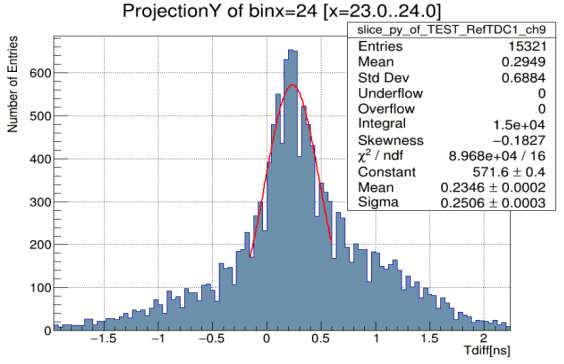 ProjectionY of binx=24 [x=23.0..24.0]
slice_py_of_TEST_RefTDC1_ch9
Entries 15321
Mean 0.2949
Std Dev 0.6884
Underflow 0
Overflow 0
Integral 1.5e+04
Skewness −0.1827
χ² / ndf 8.968e+04 / 16
Constant 571.6 ± 0.4
Mean 0.2346 ± 0.0002
Sigma 0.2506 ± 0.0003
Number of Entries
600
500
400
300
200
100
0
−1.5 −1 −0.5 0 0.5 1 1.5 2
Tdiff[ns]